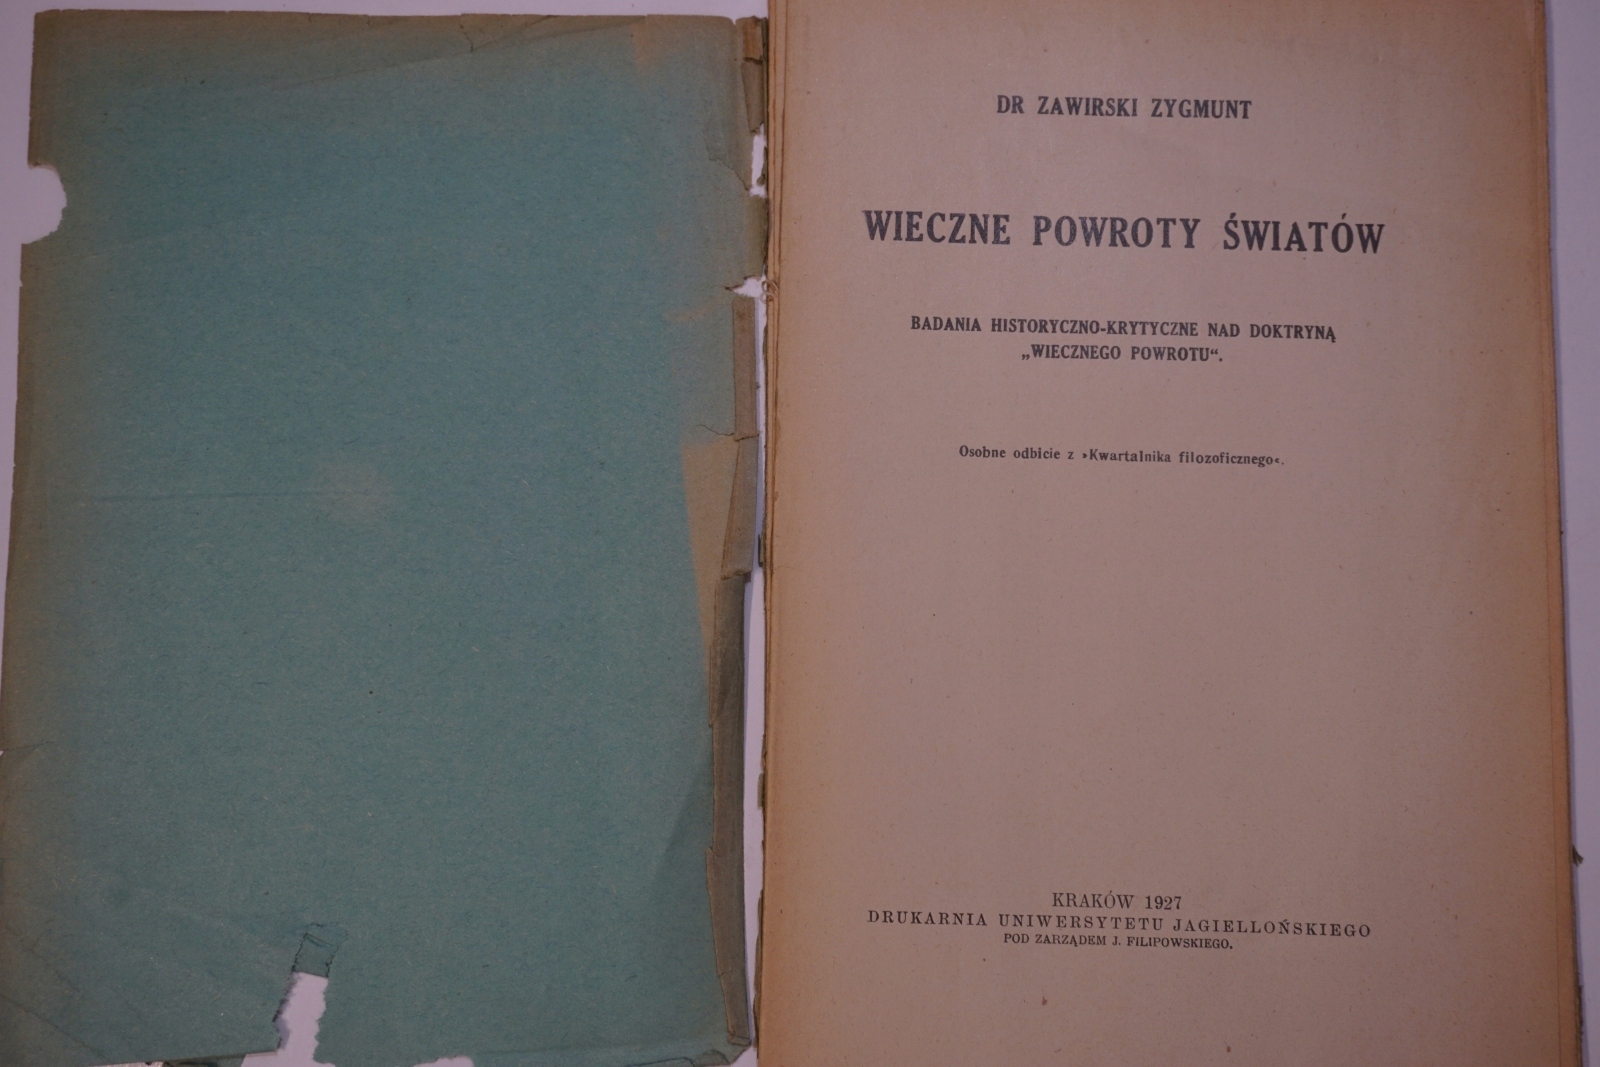 DR ZAWIRSKI ZYGMUNT
WIECZNE POWROTY ŚWIATÓW
BADANIA HISTORYCZNO-KRYTYCZNE NAD DOKTRYNĄ
„WIECZNEGO POWROTU“.
Osobne odbicie z »Kwartalnika filozoficznego«.
KRAKÓW 1927
DRUKARNIA UNIWERSYTETU JAGIELLOŃSKIEGO
POD ZARZĄDEM J. FILIPOWSKIEGO.